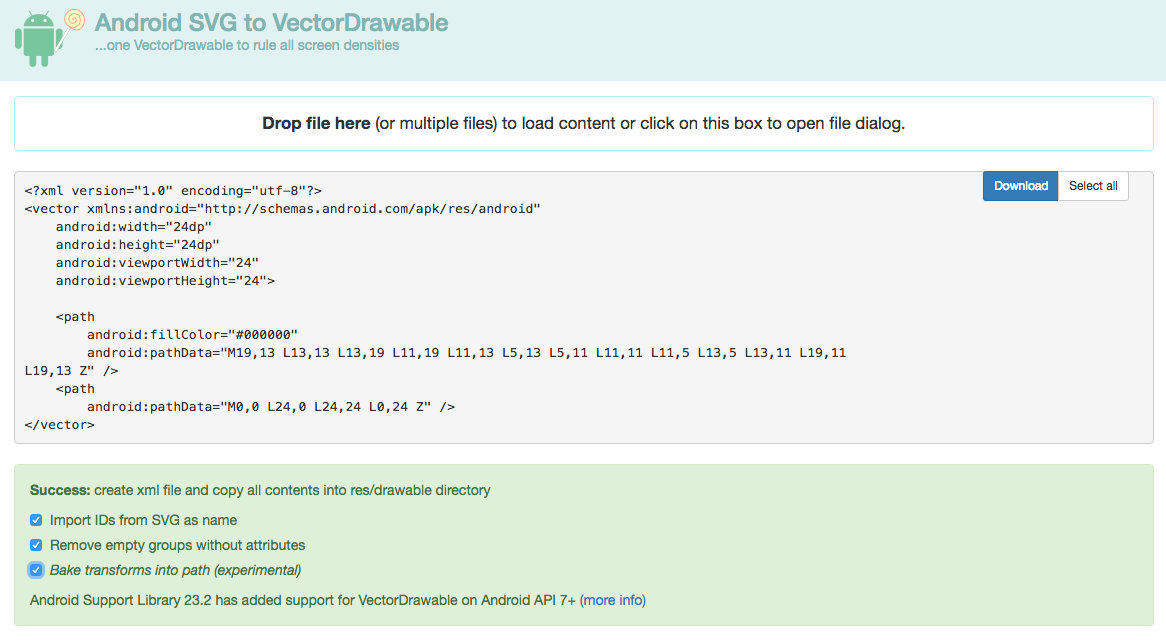 Android SVG to VectorDrawable
...one VectorDrawable to rule all screen densities
Drop file here (or multiple files) to load content or click on this box to open file dialog.
Download Select all
<?xml version="1.0" encoding="utf-8"?>
<vector xmlns:android="http://schemas.android.com/apk/res/android"
    android:width="24dp"
    android:height="24dp"
    android:viewportWidth="24"
    android:viewportHeight="24">
    <path
        android:fillColor="#000000"
        android:pathData="M19,13 L13,13 L13,19 L11,19 L11,13 L5,13 L5,11 L11,11 L11,5 L13,5 L13,11 L19,11
L19,13 Z" />
    <path
        android:pathData="M0,0 L24,0 L24,24 L0,24 Z" />
</vector>
Success: create xml file and copy all contents into res/drawable directory
Import IDs from SVG as name
Remove empty groups without attributes
Bake transforms into path (experimental)
Android Support Library 23.2 has added support for VectorDrawable on Android API 7+ (more info)